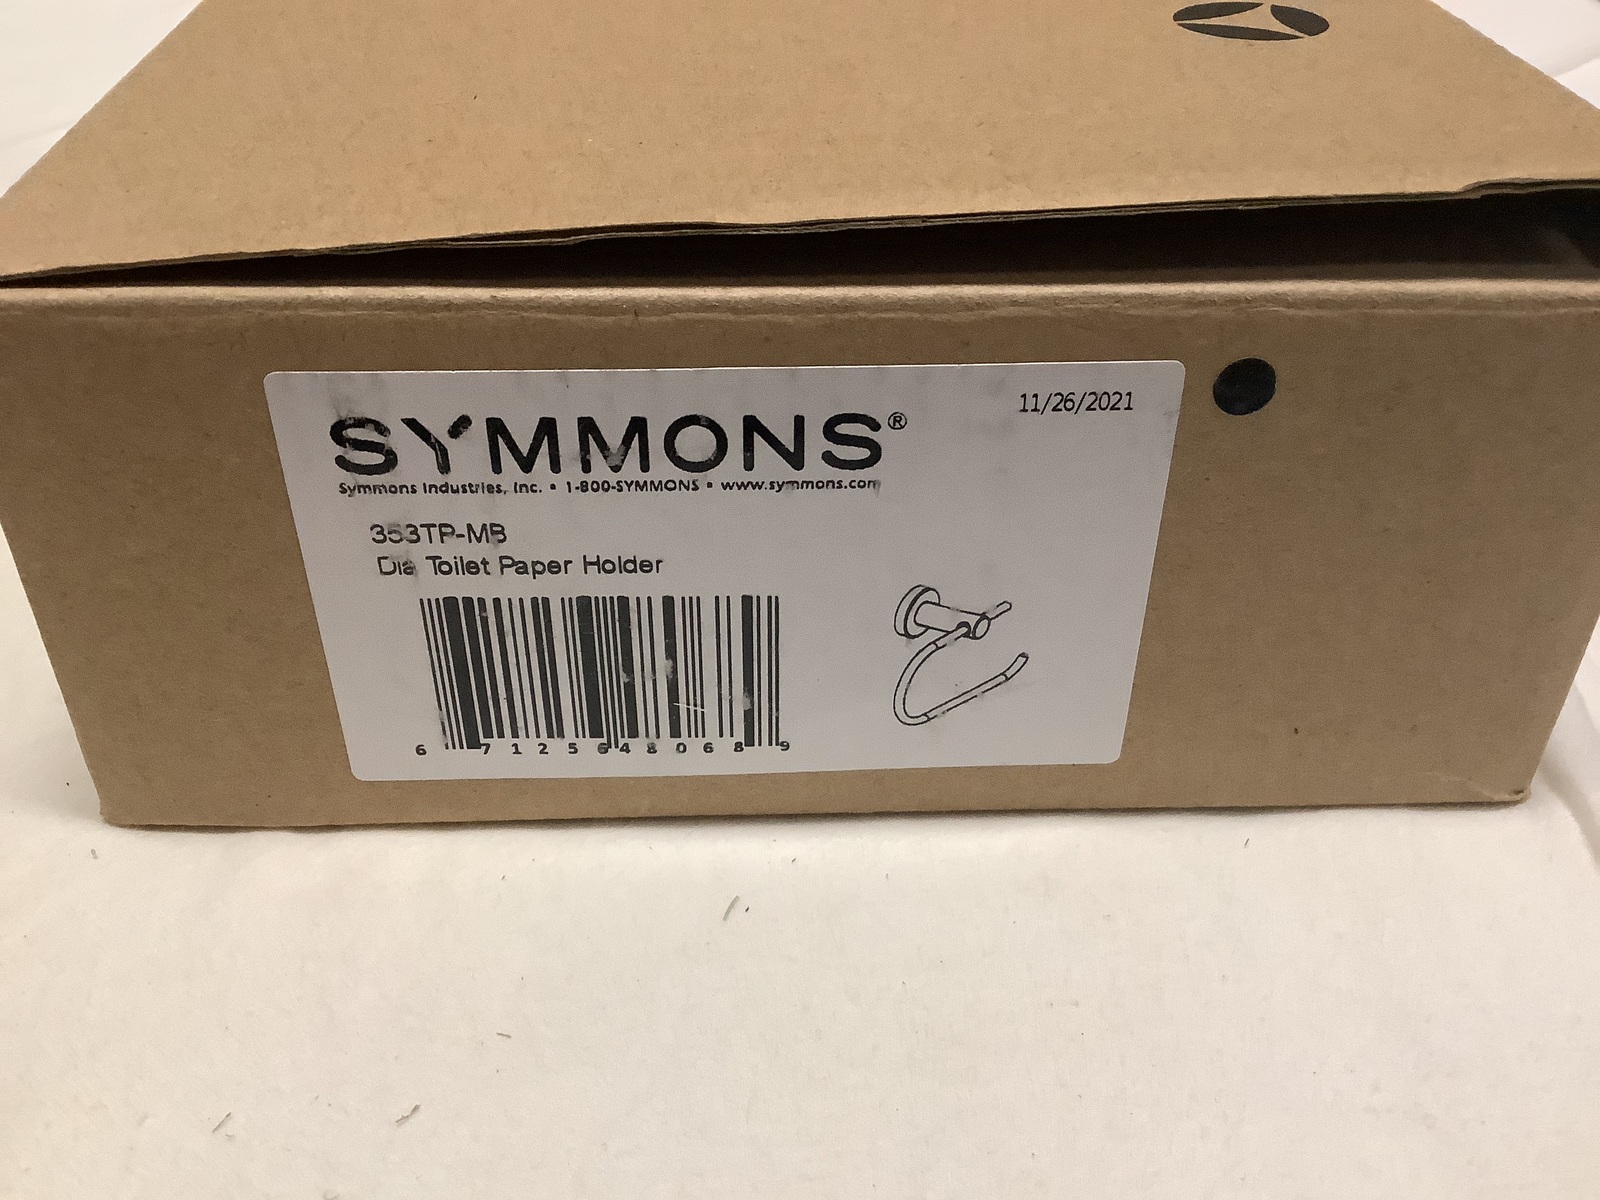 11/26/2021
SYMMONS®
Symmons Industries, Inc. • 1-800-SYMMONS • www.symmons.com
353TP-MB
Dia Toilet Paper Holder
6 71256 48068 9